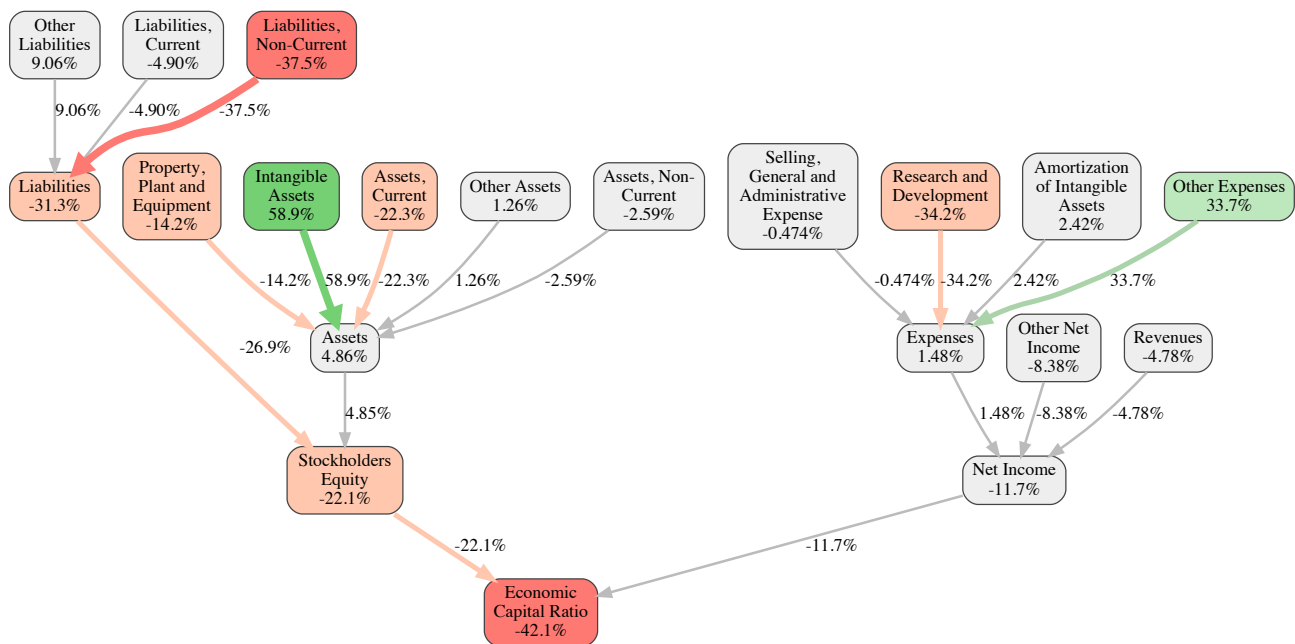 Other
Liabilities
9.06%
Liabilities,
Current
-4.90%
Liabilities,
Non-Current
-37.5%
9.06%
-4.90%
-37.5%
Liabilities
-31.3%
Property,
Plant and
Equipment
-14.2%
Intangible
Assets
58.9%
Assets,
Current
-22.3%
Other Assets
1.26%
Assets, Non-
Current
-2.59%
Selling,
General and
Administrative
Expense
-0.474%
Research and
Development
-34.2%
Amortization
of Intangible
Assets
2.42%
Other Expenses
33.7%
-14.2%
58.9%
-22.3%
1.26%
-2.59%
-0.474%
-34.2%
2.42%
33.7%
-26.9%
Assets
4.86%
Expenses
1.48%
Other Net
Income
-8.38%
Revenues
-4.78%
4.85%
1.48%
-8.38%
-4.78%
Stockholders
Equity
-22.1%
Net Income
-11.7%
-22.1%
-11.7%
Economic
Capital Ratio
-42.1%